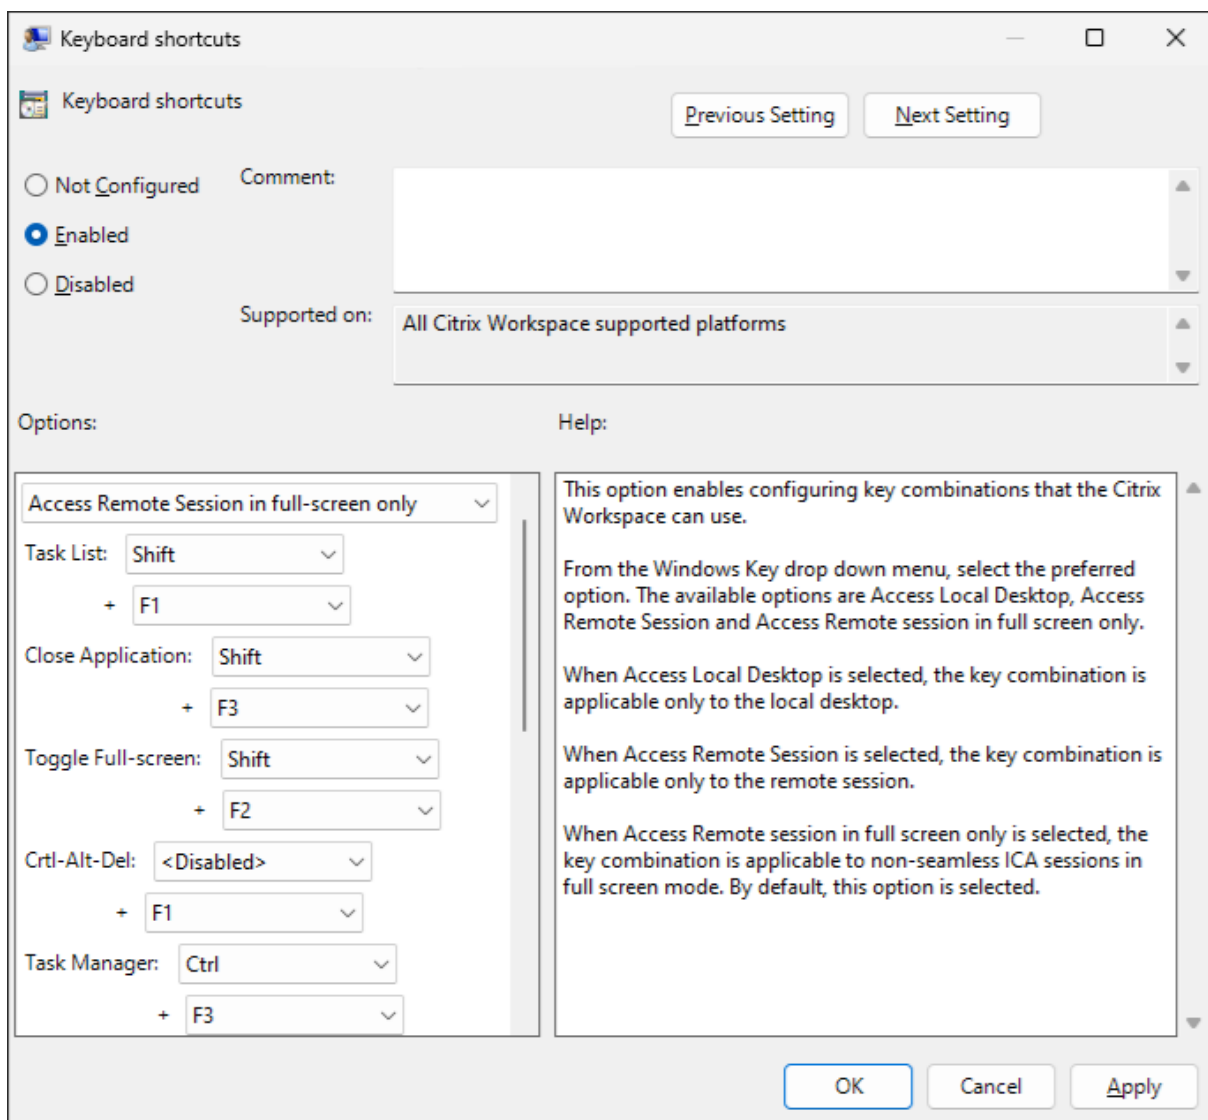 Keyboard shortcuts
Keyboard shortcuts
Previous Setting
Next Setting
Not Configured
Comment:
Enabled
Disabled
Supported on:
All Citrix Workspace supported platforms
Options:
Help:
Access Remote Session in full-screen only
Task List:
Shift
+
F1
Close Application:
Shift
+
F3
Toggle Full-screen:
Shift
+
F2
Crtl-Alt-Del:
<Disabled>
+
F1
Task Manager:
Ctrl
+
F3
This option enables configuring key combinations that the Citrix
Workspace can use.
From the Windows Key drop down menu, select the preferred
option. The available options are Access Local Desktop, Access
Remote Session and Access Remote session in full screen only.
When Access Local Desktop is selected, the key combination is
applicable only to the local desktop.
When Access Remote Session is selected, the key combination is
applicable only to the remote session.
When Access Remote session in full screen only is selected, the
key combination is applicable to non-seamless ICA sessions in
full screen mode. By default, this option is selected.
OK
Cancel
Apply